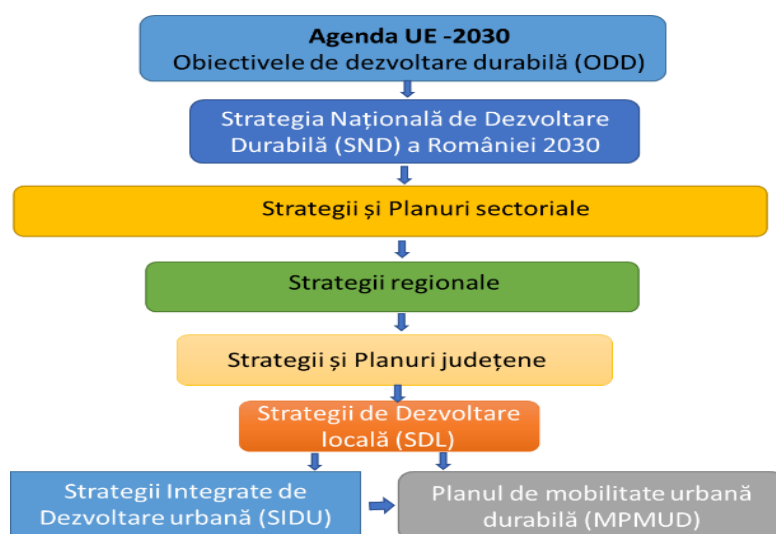 Agenda UE -2030
Obiectivele de dezvoltare durabilă (ODD)
Strategia Națională de Dezvoltare
Durabilă (SND) a României 2030
Strategii și Planuri sectoriale
Strategii regionale
Strategii și Planuri județene
Strategii de Dezvoltare
locală (SDL)
Strategii Integrate de
Dezvoltare urbană (SIDU)
Planul de mobilitate urbană
durabilă (MPMUD)